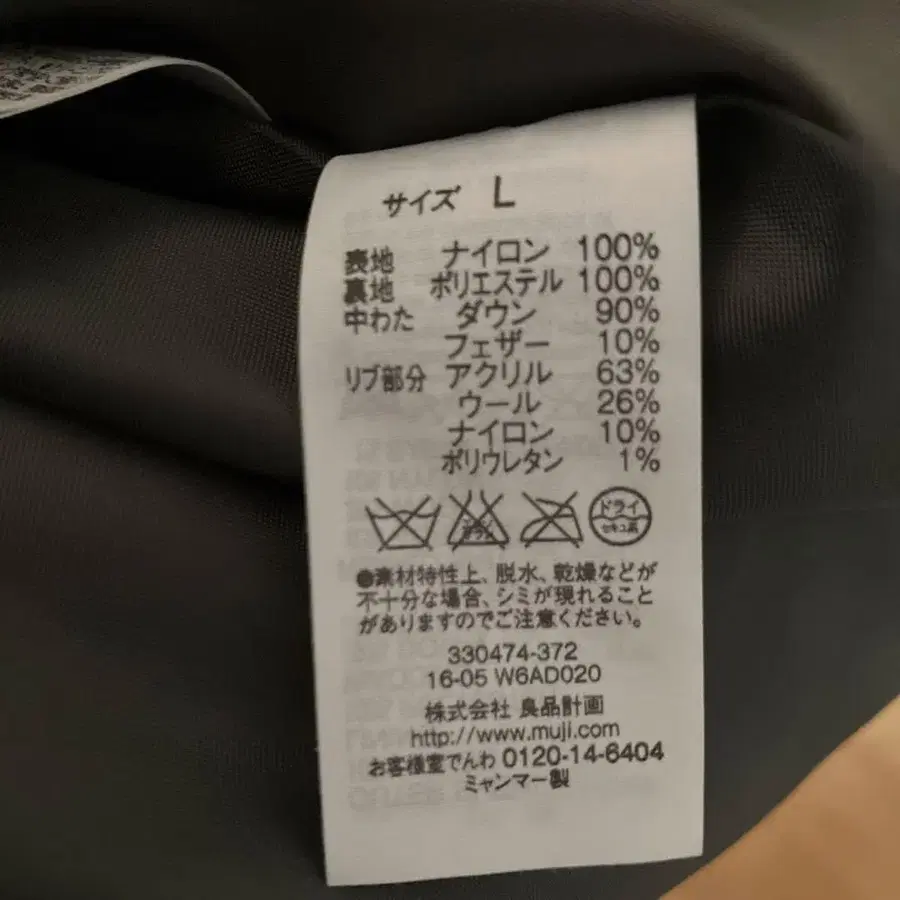 サイズ L
表地 ナイロン 100%
裏地 ポリエステル 100%
中わた ダウン 90%
フェザー 10%
リブ部分 アクリル 63%
ウール 26%
ナイロン 10%
ポリウレタン 1%
ドライ
セキユ系
●素材特性上、脱水、乾燥などが
不十分な場合、シミが現れること
がありますのでご注意ください。
330474-372
16-05 W6AD020
株式会社 良品計画
http://www.muji.com
お客様室でんわ 0120-14-6404
ミャンマー製